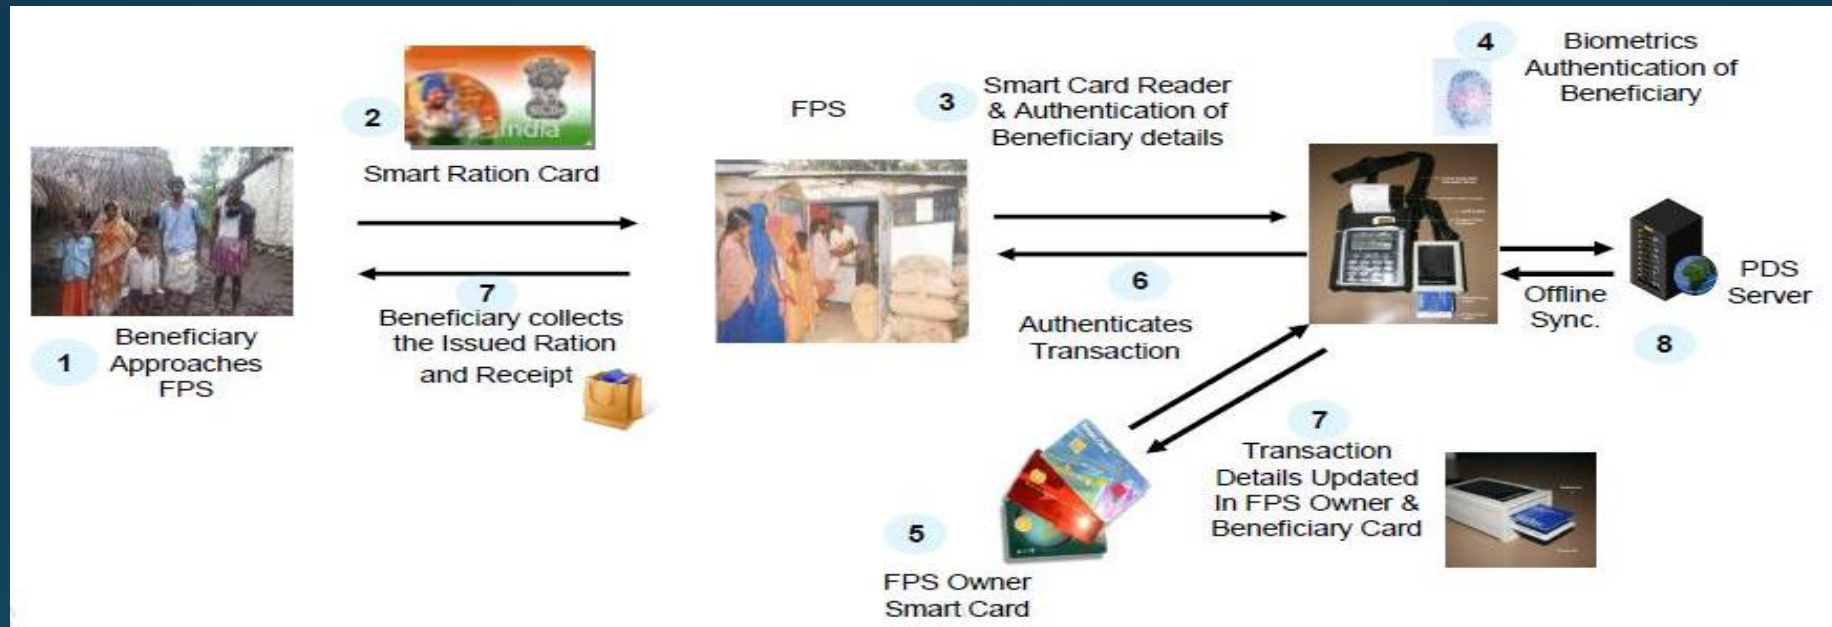 1
Beneficiary
Approaches
FPS
2
India
Smart Ration Card
7
Beneficiary collects
the Issued Ration
and Receipt
FPS
3
Smart Card Reader
& Authentication of
Beneficiary details
4
Biometrics
Authentication of
Beneficiary
6
Authenticates
Transaction
5
FPS Owner
Smart Card
7
Transaction
Details Updated
In FPS Owner &
Beneficiary Card
Offline
Sync.
8
PDS
Server